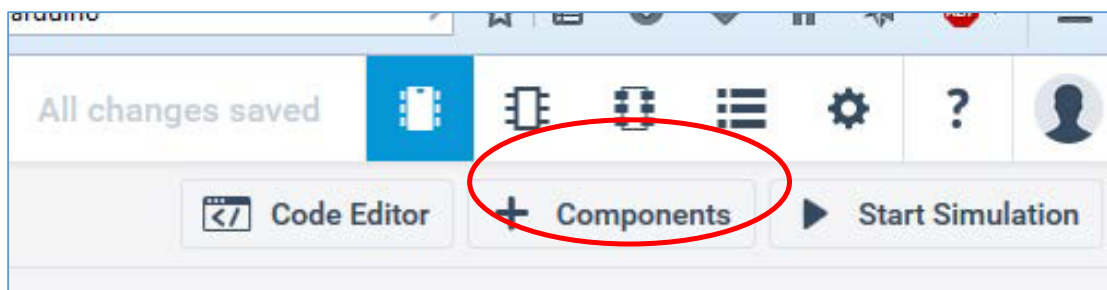 arduino
All changes saved
?
Code Editor + Components Start Simulation